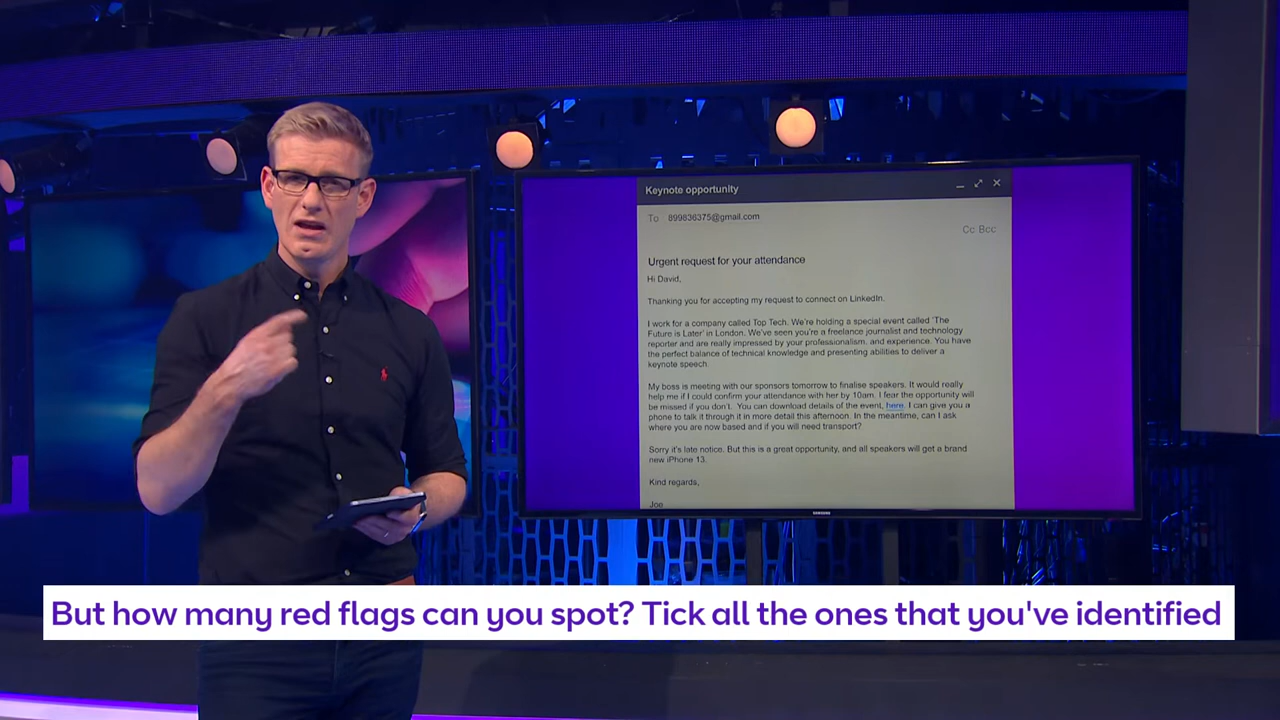 Keynote opportunity
To 899836375@gmail.com
Cc Bcc
Urgent request for your attendance
Hi David,
Thanking you for accepting my request to connect on LinkedIn.
I work for a company called Top Tech. We're holding a special event called 'The
Future is Later' in London. We've seen you're a freelance journalist and technology
reporter and are really impressed by your professionalism, and experience. You have
the perfect balance of technical knowledge and presenting abilities to deliver a
keynote speech.
My boss is meeting with our sponsors tomorrow to finalise speakers. It would really
help me if I could confirm your attendance with her by 10am. I fear the opportunity will
be missed if you don't. You can download details of the event, here. I can give you a
phone to talk it through it in more detail this afternoon. In the meantime, can I ask
where you are now based and if you will need transport?
Sorry it's late notice. But this is a great opportunity, and all speakers will get a brand
new iPhone 13.
Kind regards,
Joe
SAMSUNG
But how many red flags can you spot? Tick all the ones that you've identified